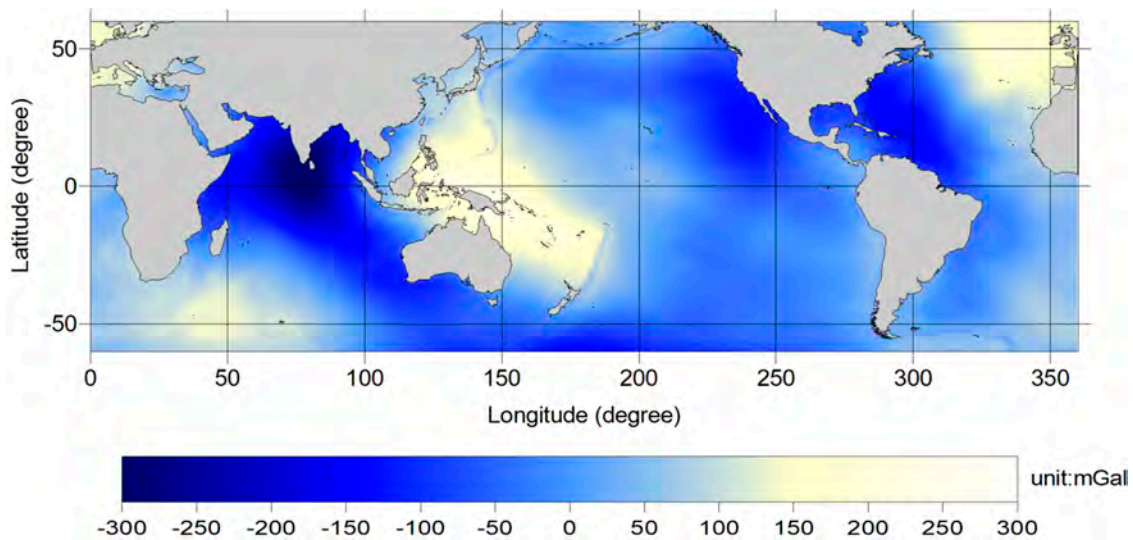 50
0
-50
Latitude (degree)
0 50 100 150 200 250 300 350
Longitude (degree)
unit:mGal
-300 -250 -200 -150 -100 -50 0 50 100 150 200 250 300